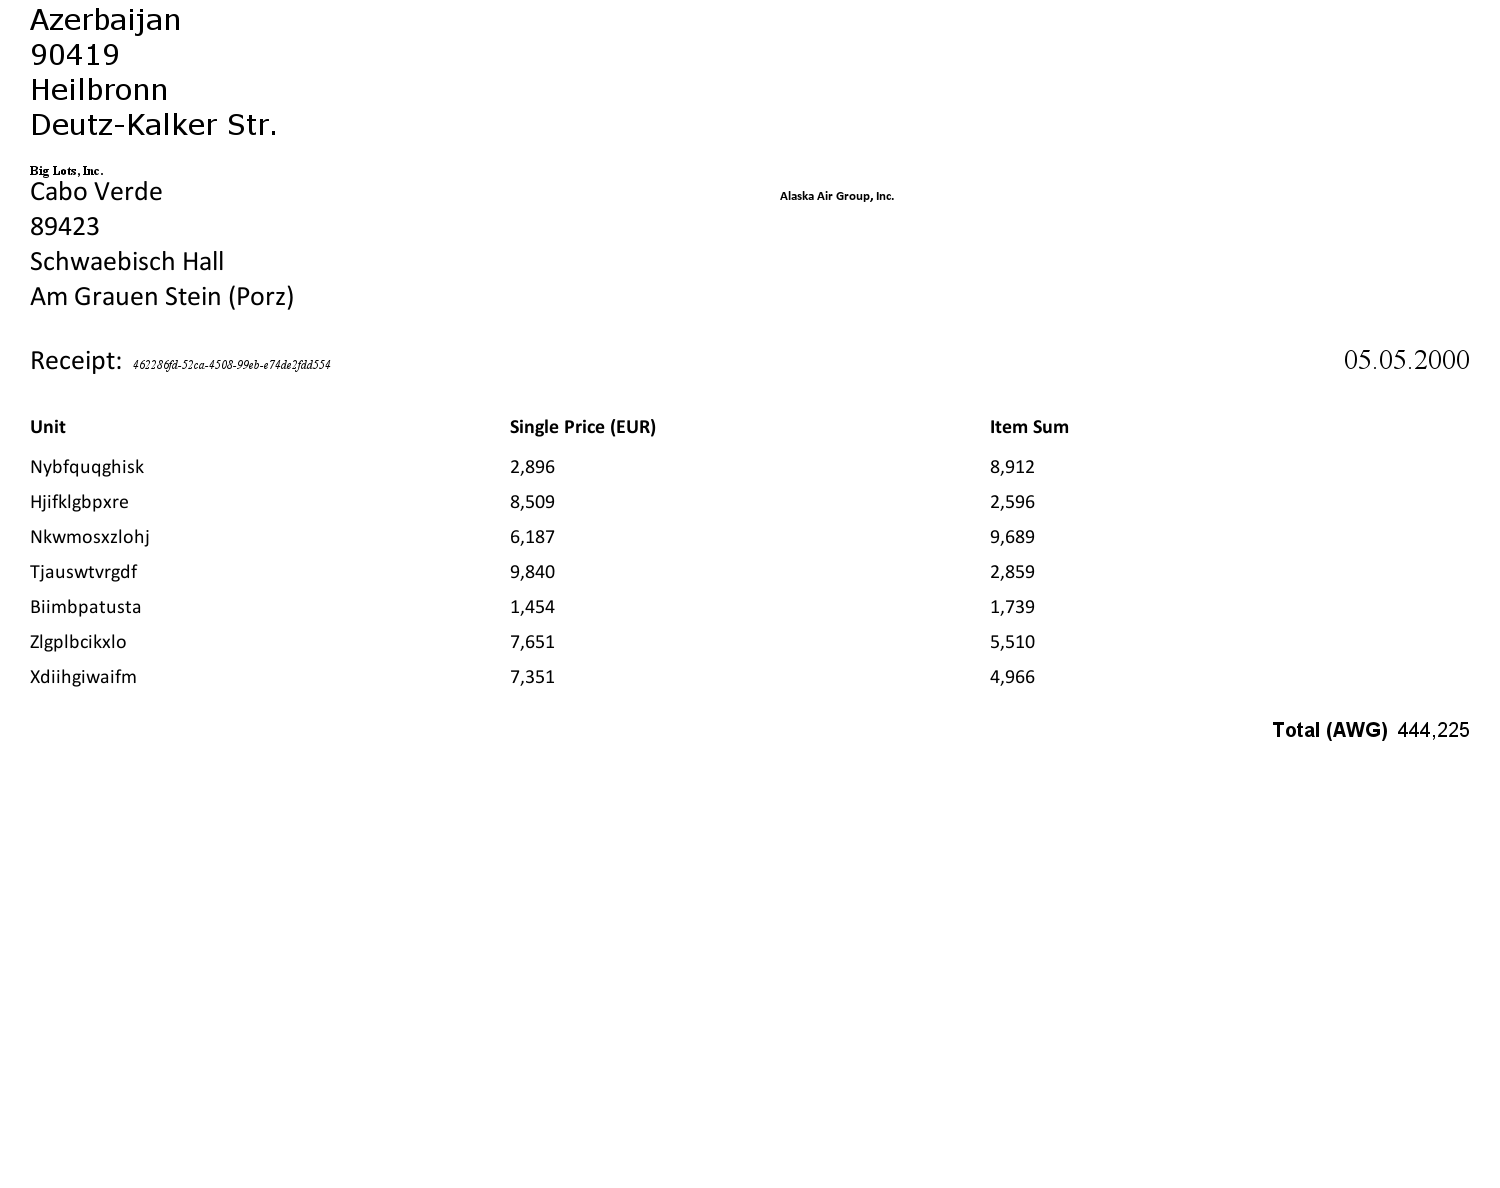 Azerbaijan
90419
Heilbronn
Deutz-Kalker Str.
Big Lots, Inc.
Cabo Verde
89423
Schwaebisch Hall
Am Grauen Stein (Porz)
Alaska Air Group, Inc.
Receipt: 462286fd-52ca-4508-99eb-e74de2fdd554 05.05.2000
Unit Single Price (EUR) Item Sum
Nybfquqghisk 2,896 8,912
Hjifklgbpxre 8,509 2,596
Nkwmosxzlohj 6,187 9,689
Tjauswtvrgdf 9,840 2,859
Biimbpatusta 1,454 1,739
Zlgplbcikxlo 7,651 5,510
Xdiihgiwaifm 7,351 4,966
Total (AWG) 444,225